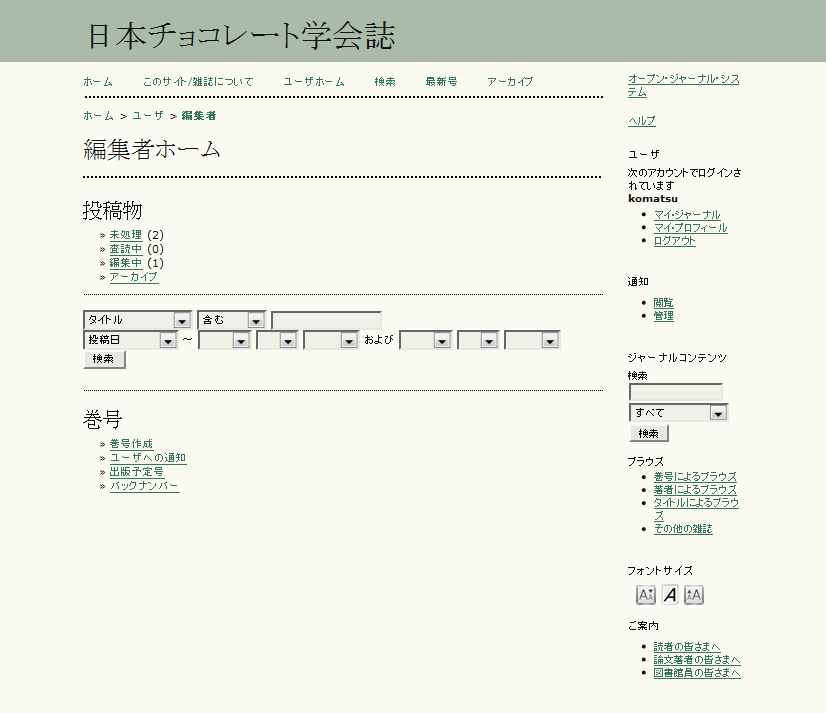 日本チョコレート学会誌
ホーム このサイト/雑誌について ユーザホーム 検索 最新号 アーカイブ
ホーム > ユーザ > 編集者
編集者ホーム
投稿物
» 未処理 (2)
» 査読中 (0)
» 編集中 (1)
» アーカイブ
タイトル 含む
投稿日 ～ および
検索
巻号
» 巻号作成
» ユーザへの通知
» 出版予定号
» バックナンバー
オープン・ジャーナル・シス
テム
ヘルプ
ユーザ
次のアカウントでログインさ
れています
komatsu
マイ・ジャーナル
マイ・プロフィール
ログアウト
通知
閲覧
管理
ジャーナルコンテンツ
検索
すべて
検索
ブラウズ
巻号によるブラウズ
著者によるブラウズ
タイトルによるブラウ
ズ
その他の雑誌
フォントサイズ
A A A
ご案内
読者の皆さまへ
論文著者の皆さまへ
図書館員の皆さまへ